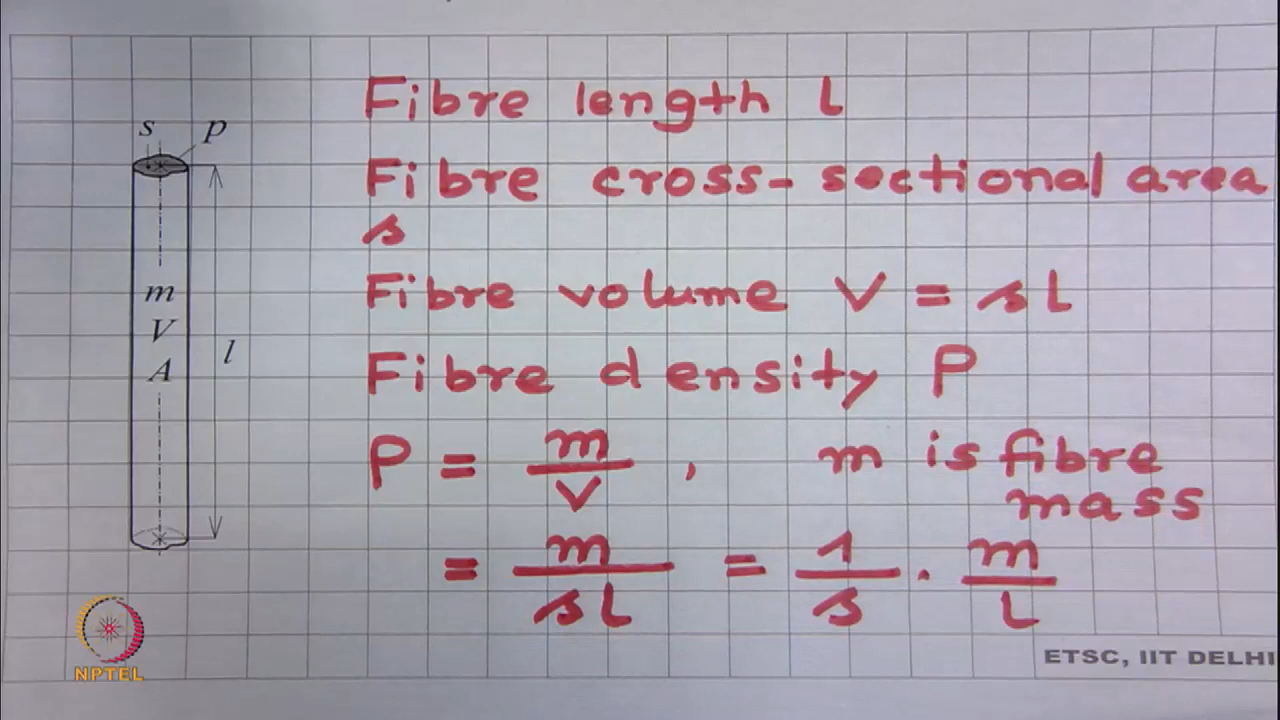 s p
m
V
A
l
Fibre length l
Fibre cross-sectional area
s
Fibre volume V = sl
Fibre density P
P = m/V , m is fibre
mass
= m/sl = 1/s . m/l
ETSC, IIT DELHI
NPTEL